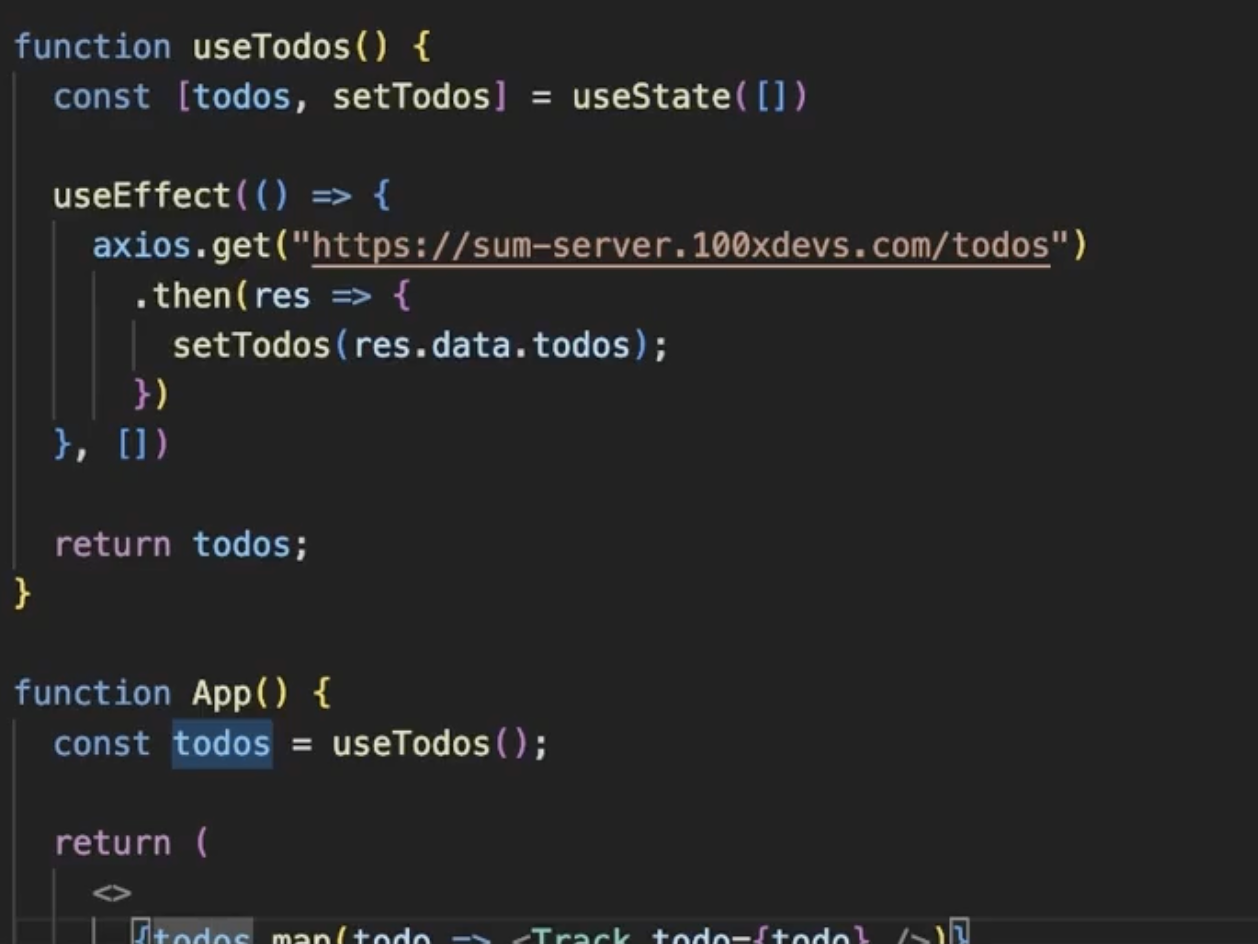 function useTodos() {
  const [todos, setTodos] = useState([])
  useEffect(() => {
    axios.get("https://sum-server.100xdevs.com/todos")
      .then(res => {
        setTodos(res.data.todos);
      })
  }, [])
  return todos;
}
function App() {
  const todos = useTodos();
  return (
    <>
      {todos.map(todo => <Track todo={todo} />)}